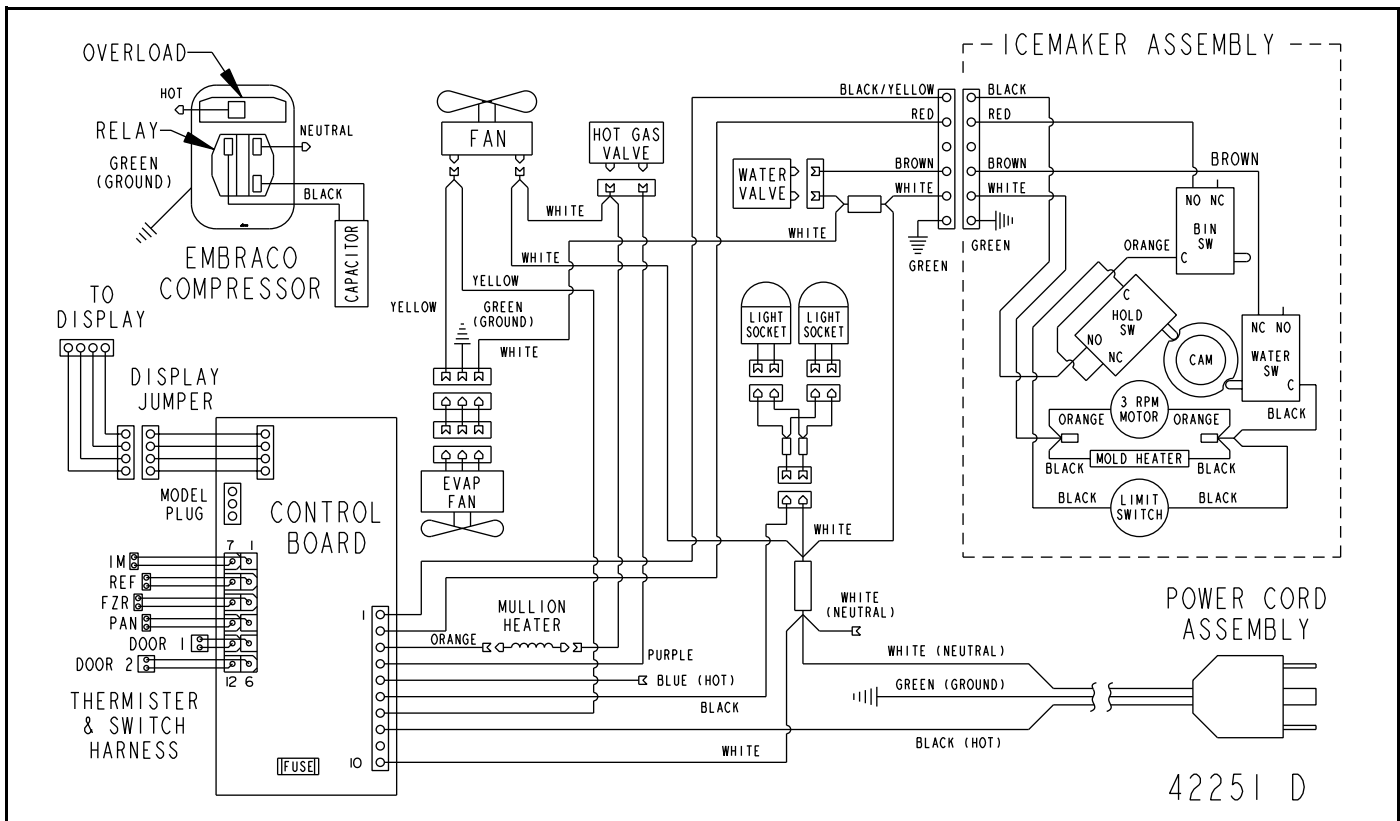 OVERLOAD
HOT
RELAY
GREEN
(GROUND)
NEUTRAL
BLACK
CAPACITOR
EMBRACO
COMPRESSOR
TO
DISPLAY
DISPLAY
JUMPER
MODEL
PLUG
CONTROL
BOARD
7 1
IM
REF
FZR
PAN
DOOR 1
DOOR 2
12 6
THERMISTER
& SWITCH
HARNESS
FUSE
1
10
FAN
HOT GAS
VALVE
WHITE
WHITE
WHITE
YELLOW
YELLOW
GREEN
(GROUND)
WHITE
EVAP
FAN
WATER
VALVE
BLACK/YELLOW
RED
BROWN
WHITE
GREEN
LIGHT
SOCKET
LIGHT
SOCKET
WHITE
MULLION
HEATER
ORANGE
PURPLE
BLUE (HOT)
BLACK
WHITE
WHITE
(NEUTRAL)
WHITE (NEUTRAL)
GREEN (GROUND)
BLACK (HOT)
POWER CORD
ASSEMBLY
ICEMAKER ASSEMBLY
BLACK
RED
BROWN
WHITE
GREEN
BROWN
NO NC
BIN
SW
C
ORANGE
C
HOLD
SW
NO
NC
CAM
NC NO
WATER
SW
C
BLACK
3 RPM
MOTOR
ORANGE
ORANGE
MOLD HEATER
BLACK
BLACK
LIMIT
SWITCH
BLACK
BLACK
42251 D